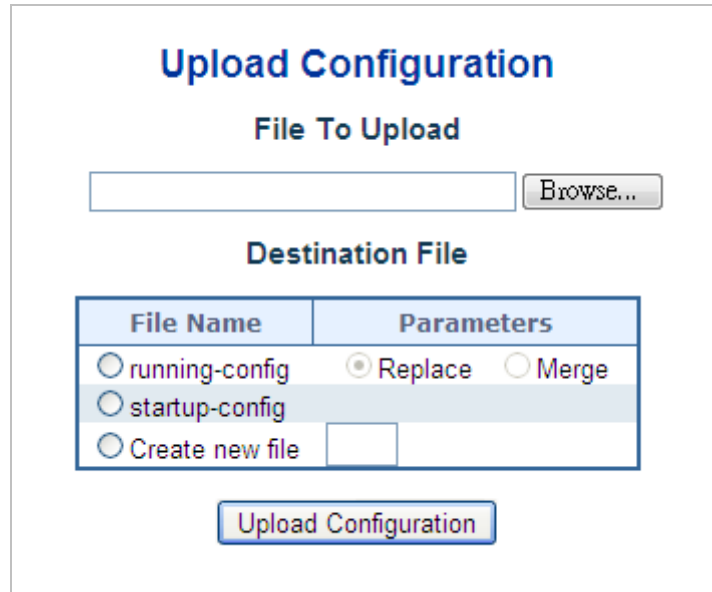 Upload Configuration
File To Upload
Browse...
Destination File
File Name Parameters
running-config Replace Merge
startup-config
Create new file
Upload Configuration